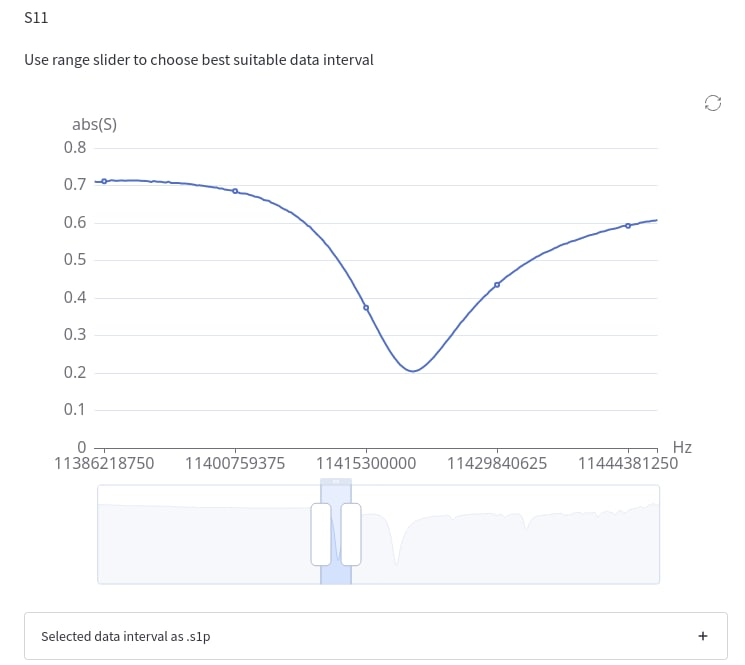 S11
Use range slider to choose best suitable data interval
abs(S)
0.8
0.7
0.6
0.5
0.4
0.3
0.2
0.1
0
Hz
11386218750 11400759375 11415300000 11429840625 11444381250
Selected data interval as .s1p +